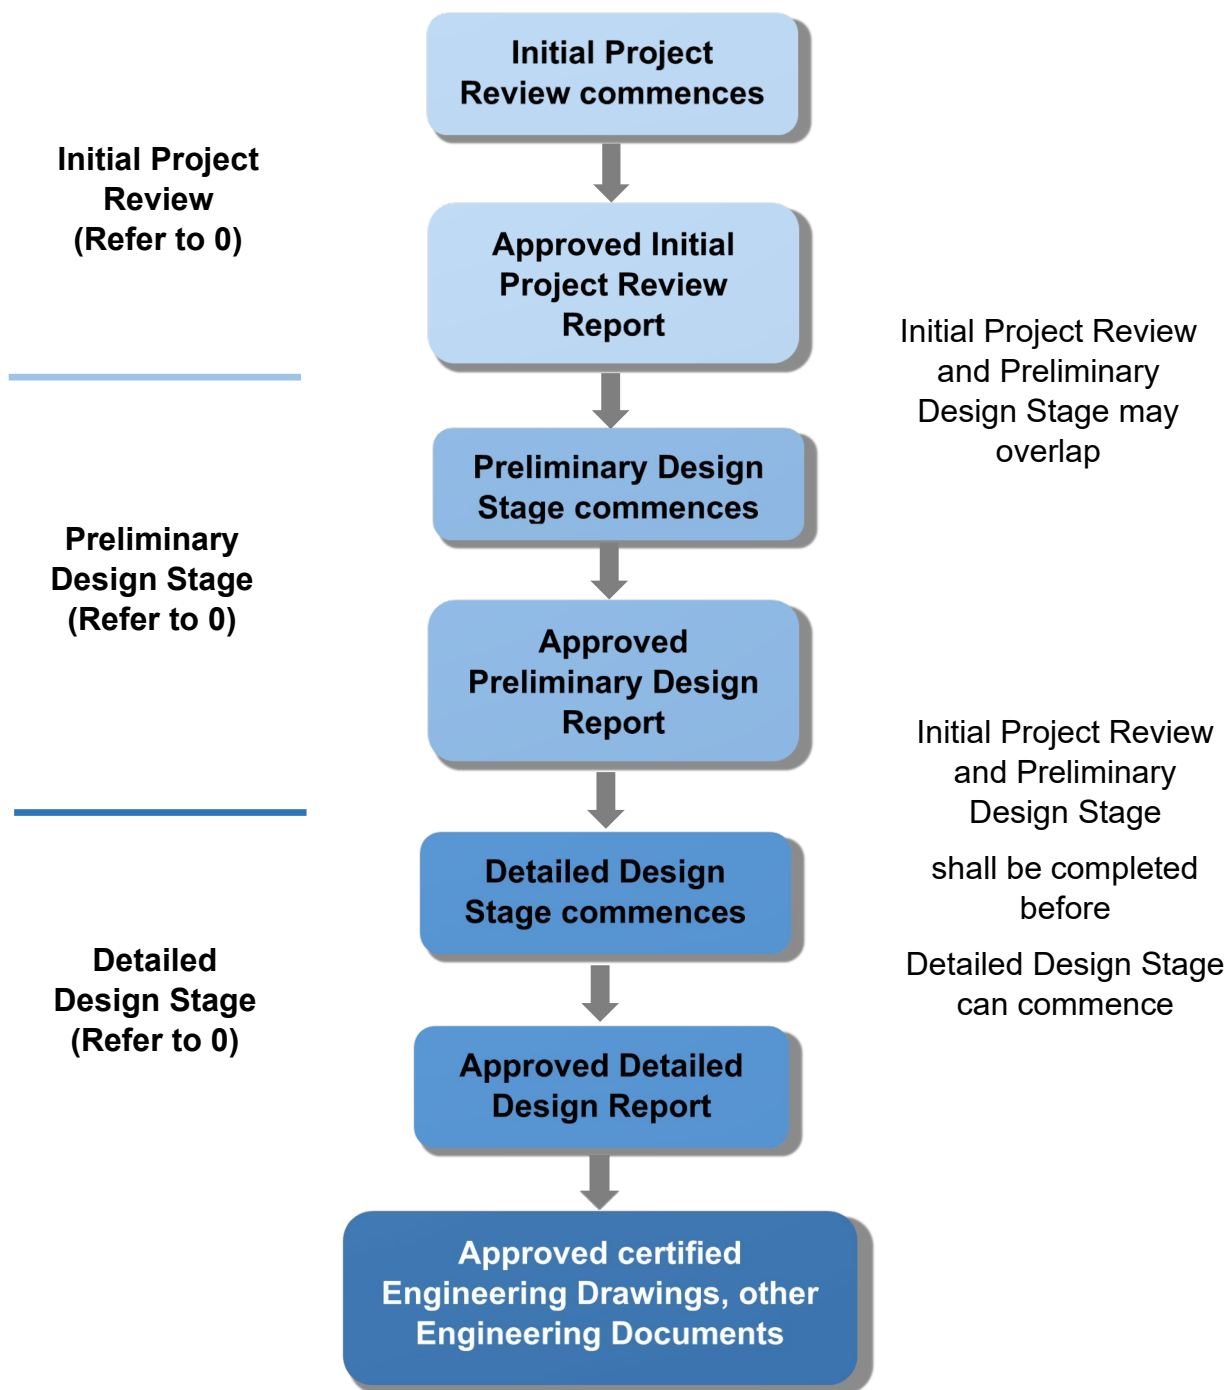 Initial Project
Review commences
Initial Project
Review
(Refer to 0)
Approved Initial
Project Review
Report
Initial Project Review
and Preliminary
Design Stage may
overlap
Preliminary Design
Stage commences
Preliminary
Design Stage
(Refer to 0)
Approved
Preliminary Design
Report
Initial Project Review
and Preliminary
Design Stage
shall be completed
before
Detailed Design Stage
can commence
Detailed Design
Stage commences
Detailed
Design Stage
(Refer to 0)
Approved Detailed
Design Report
Approved certified
Engineering Drawings, other
Engineering Documents